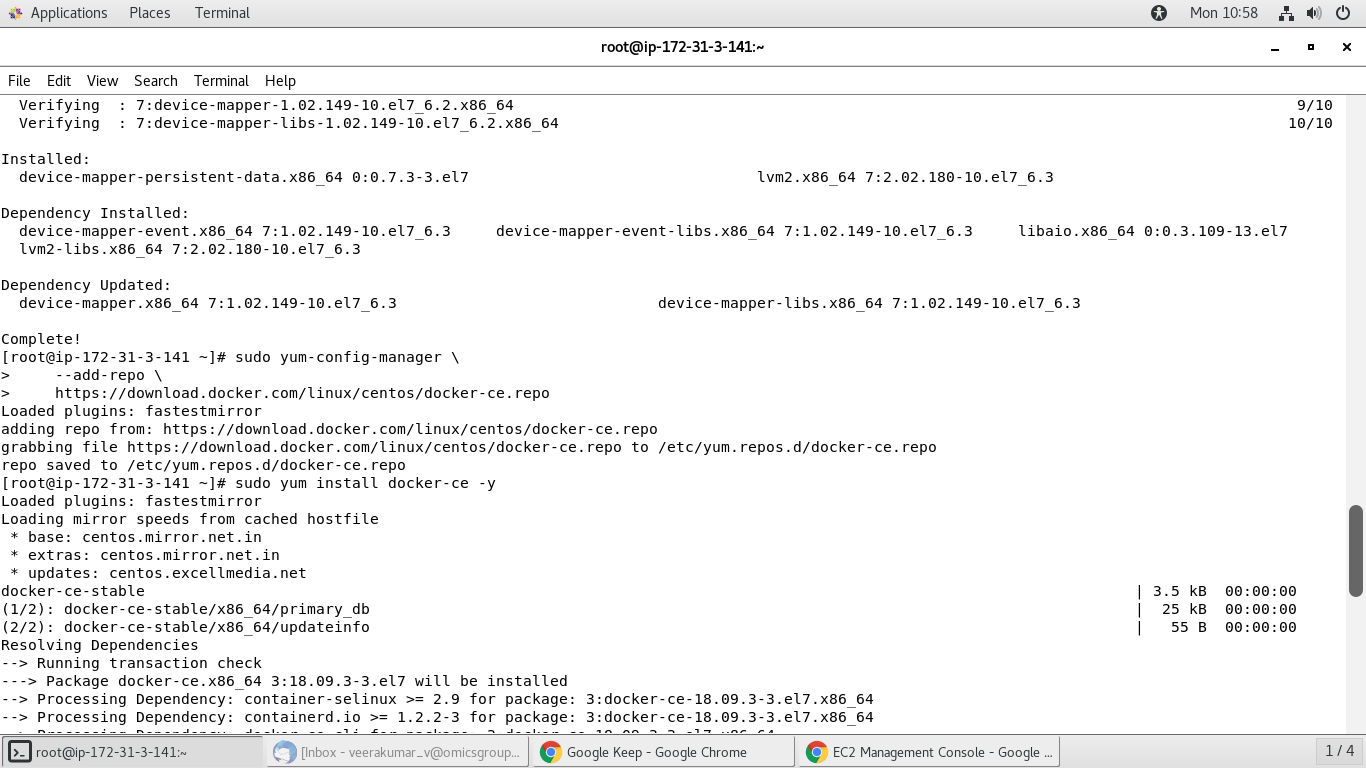 Applications Places Terminal Mon 10:58
root@ip-172-31-3-141:~
File Edit View Search Terminal Help
  Verifying  : 7:device-mapper-1.02.149-10.el7_6.2.x86_64 9/10
  Verifying  : 7:device-mapper-libs-1.02.149-10.el7_6.2.x86_64 10/10
Installed:
  device-mapper-persistent-data.x86_64 0:0.7.3-3.el7 lvm2.x86_64 7:2.02.180-10.el7_6.3
Dependency Installed:
  device-mapper-event.x86_64 7:1.02.149-10.el7_6.3 device-mapper-event-libs.x86_64 7:1.02.149-10.el7_6.3 libaio.x86_64 0:0.3.109-13.el7
  lvm2-libs.x86_64 7:2.02.180-10.el7_6.3
Dependency Updated:
  device-mapper.x86_64 7:1.02.149-10.el7_6.3 device-mapper-libs.x86_64 7:1.02.149-10.el7_6.3
Complete!
[root@ip-172-31-3-141 ~]# sudo yum-config-manager \
>     --add-repo \
>     https://download.docker.com/linux/centos/docker-ce.repo
Loaded plugins: fastestmirror
adding repo from: https://download.docker.com/linux/centos/docker-ce.repo
grabbing file https://download.docker.com/linux/centos/docker-ce.repo to /etc/yum.repos.d/docker-ce.repo
repo saved to /etc/yum.repos.d/docker-ce.repo
[root@ip-172-31-3-141 ~]# sudo yum install docker-ce -y
Loaded plugins: fastestmirror
Loading mirror speeds from cached hostfile
 * base: centos.mirror.net.in
 * extras: centos.mirror.net.in
 * updates: centos.excellmedia.net
docker-ce-stable | 3.5 kB  00:00:00
(1/2): docker-ce-stable/x86_64/primary_db |  25 kB  00:00:00
(2/2): docker-ce-stable/x86_64/updateinfo |   55 B  00:00:00
Resolving Dependencies
--> Running transaction check
---> Package docker-ce.x86_64 3:18.09.3-3.el7 will be installed
--> Processing Dependency: container-selinux >= 2.9 for package: 3:docker-ce-18.09.3-3.el7.x86_64
--> Processing Dependency: containerd.io >= 1.2.2-3 for package: 3:docker-ce-18.09.3-3.el7.x86_64
--> Processing Dependency: docker-ce-cli for package: 3:docker-ce-18.09.3-3.el7.x86_64
root@ip-172-31-3-141:~ [Inbox - veerakumar_v@omicsgroup... Google Keep - Google Chrome EC2 Management Console - Google ... 1 / 4